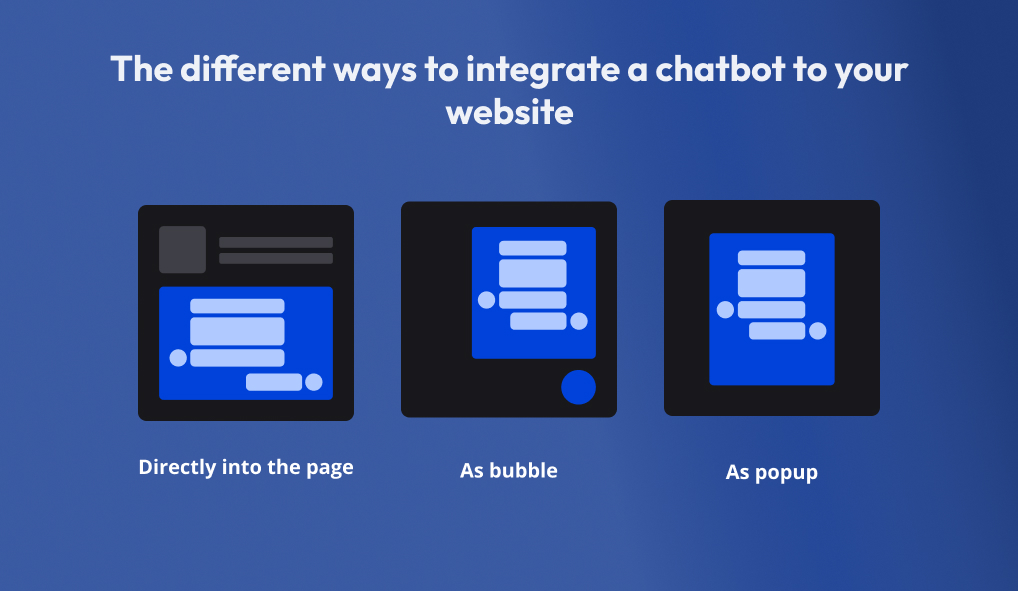 The different ways to integrate a chatbot to your
website
Directly into the page
As bubble
As popup